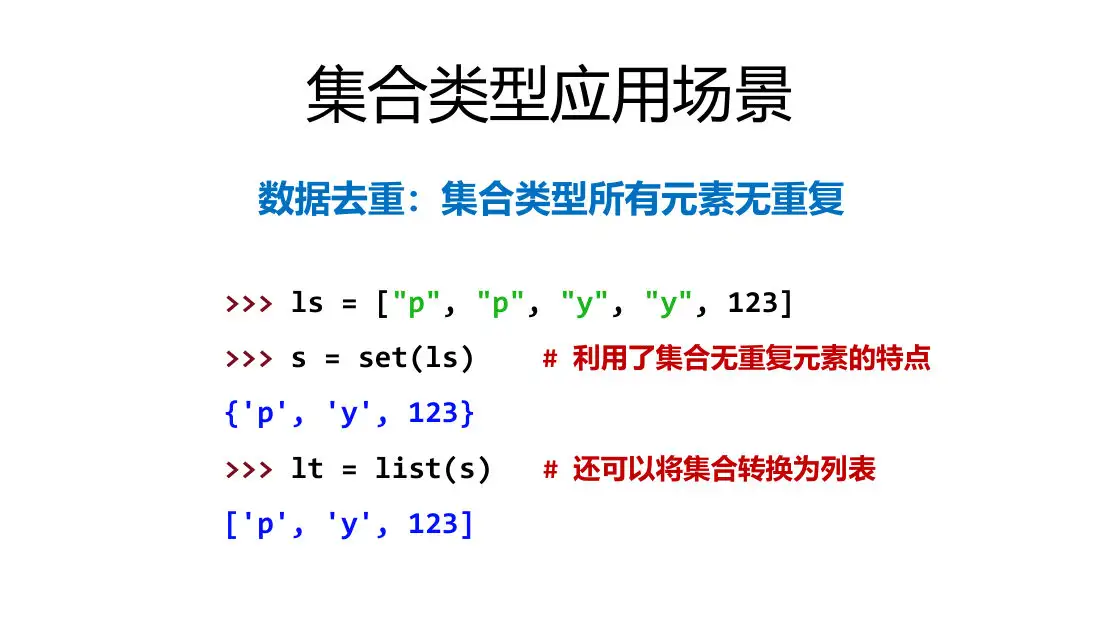 集合类型应用场景
数据去重：集合类型所有元素无重复
>>> ls = ["p", "p", "y", "y", 123]
>>> s = set(ls)    # 利用了集合无重复元素的特点
{'p', 'y', 123}
>>> lt = list(s)   # 还可以将集合转换为列表
['p', 'y', 123]